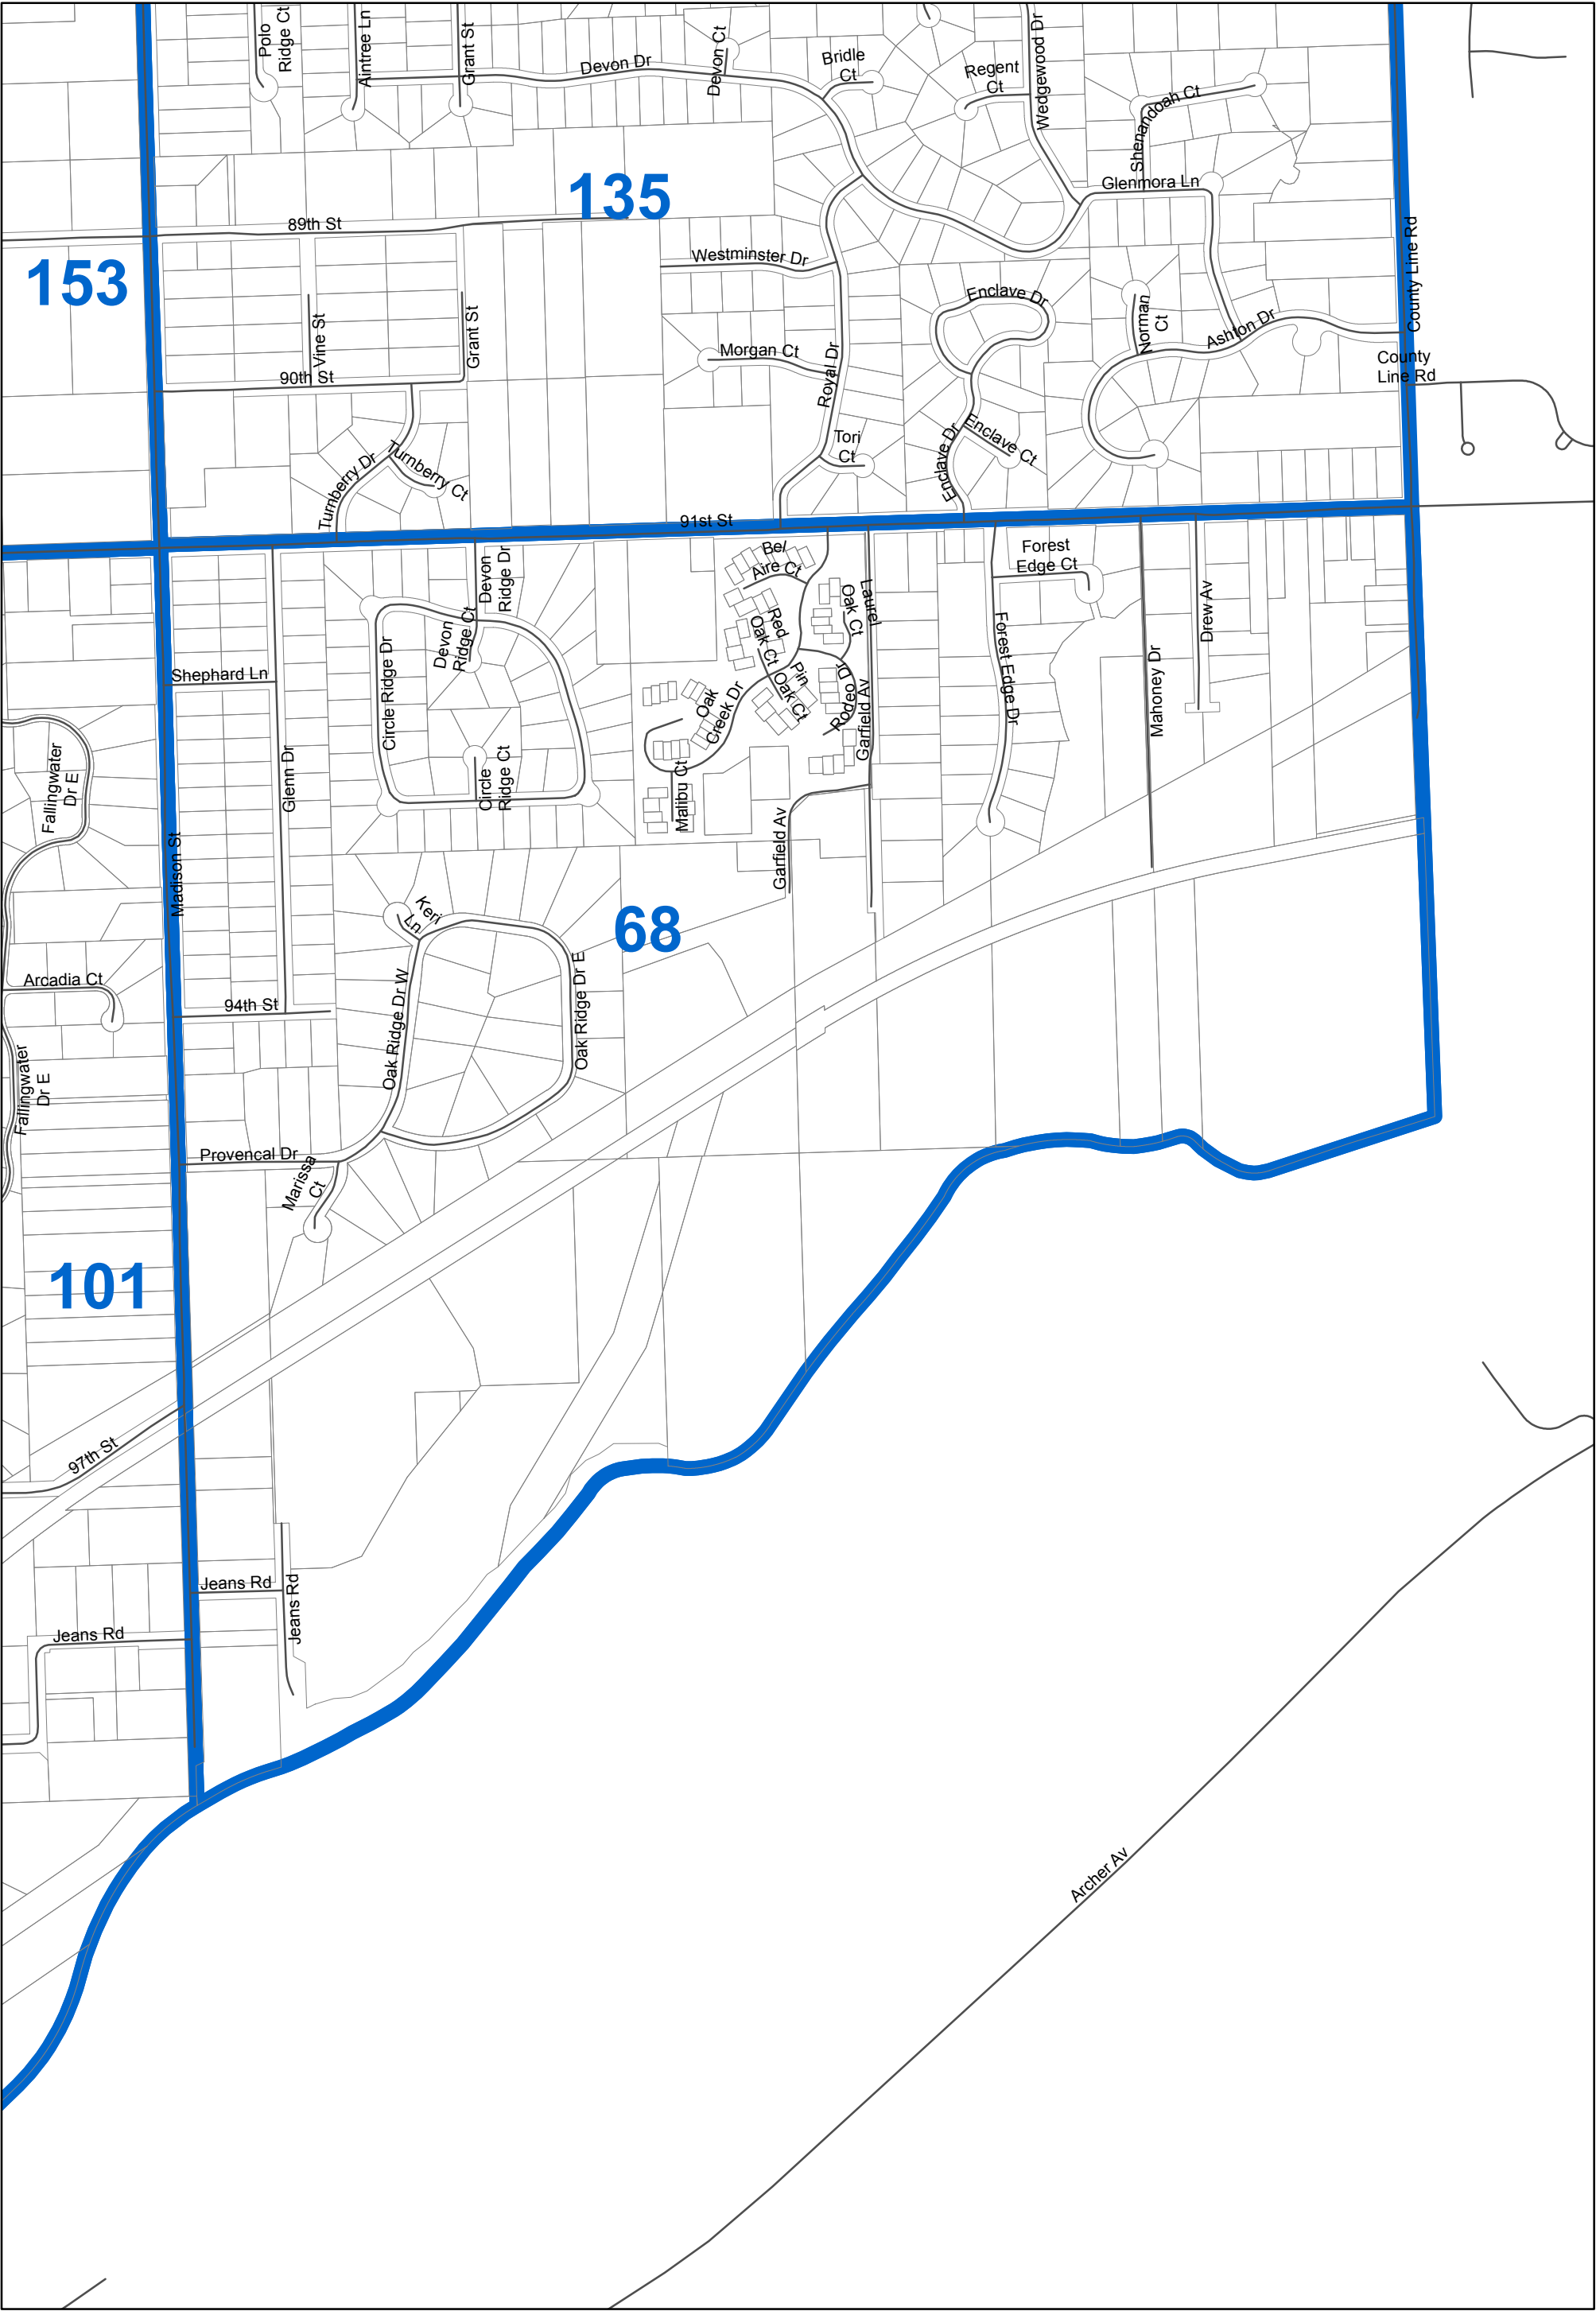 Polo
Ridge Ct
Aintree Ln
Grant St
Devon Dr
Devon Ct
Bridle
Ct
Regent
Ct
Wedgewood Dr
Shenandoah Ct
Glenmora Ln
135
89th St
153
Westminster Dr
County Line Rd
Enclave Dr
Norman
Ct
Ashton Dr
Vine St
Grant St
Morgan Ct
Royal Dr
County
Line Rd
90th St
Tori
Ct
Enclave Dr
Enclave Ct
Turnberry Dr
Turnberry Ct
91st St
Bel
Aire Ct
Forest
Edge Ct
Devon
Ridge Dr
Laurel
Oak Ct
Drew Av
Devon
Ridge Ct
Red
Oak Ct
Shephard Ln
Circle Ridge Dr
Pin
Oak Ct
Rodeo Dr
Forest Edge Dr
Mahoney Dr
Oak
Creek Dr
Garfield Av
Fallingwater
Dr E
Glenn Dr
Circle
Ridge Ct
Malibu Ct
Garfield Av
Madison St
Keri
Ln
68
Arcadia Ct
94th St
Oak Ridge Dr W
Oak Ridge Dr E
Fallingwater
Dr E
Provencal Dr
Marissa
Ct
101
97th St
Jeans Rd
Jeans Rd
Jeans Rd
Archer Av